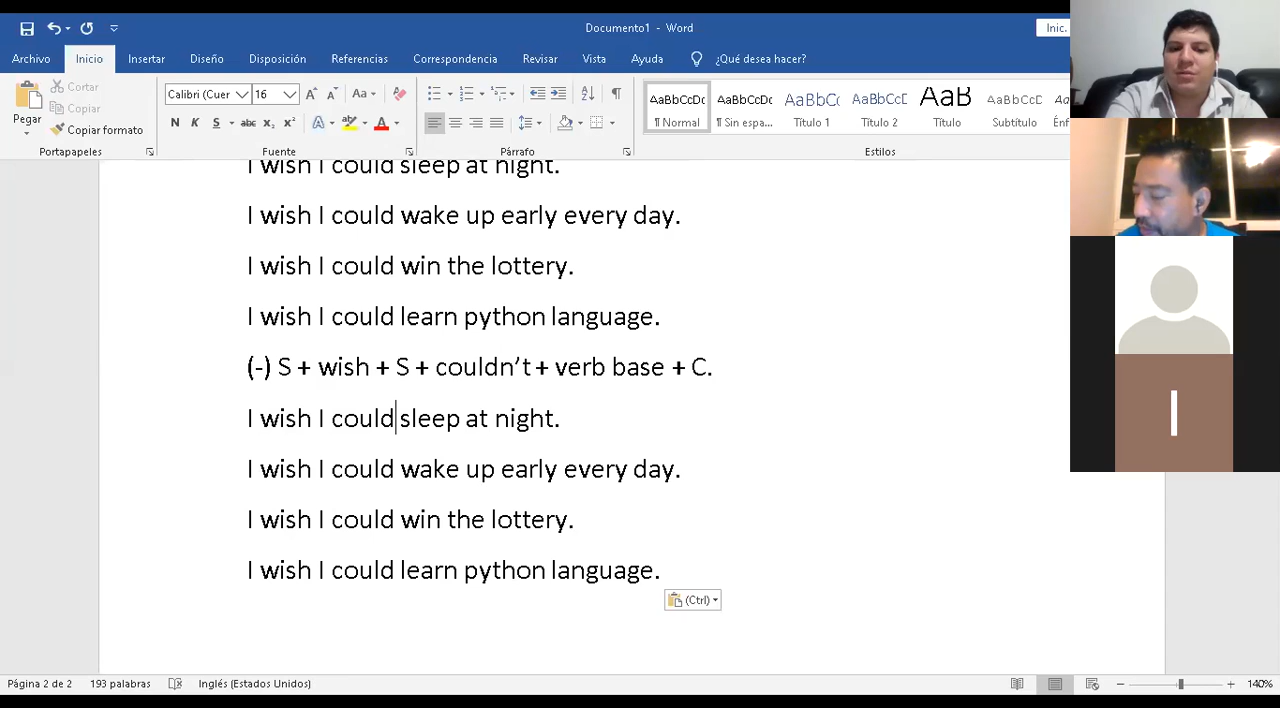 Documento1 - Word
Inic.
Archivo Inicio Insertar Diseño Disposición Referencias Correspondencia Revisar Vista Ayuda ¿Qué desea hacer?
Pegar
Cortar
Copiar
Copiar formato
Calibri (Cuer 16 Aa
N K S abc x₂ x² A A
AaBbCcDc AaBbCcDc AaBbC AaBbCcD AaB AaBbCcD
¶ Normal ¶ Sin espa... Título 1 Título 2 Título Subtítulo
Portapapeles Fuente Párrafo Estilos
I wish I could sleep at night.
I wish I could wake up early every day.
I wish I could win the lottery.
I wish I could learn python language.
(-) S + wish + S + couldn’t + verb base + C.
I wish I could sleep at night.
I wish I could wake up early every day.
I wish I could win the lottery.
I wish I could learn python language.
(Ctrl)
I
Página 2 de 2 193 palabras Inglés (Estados Unidos) 140%